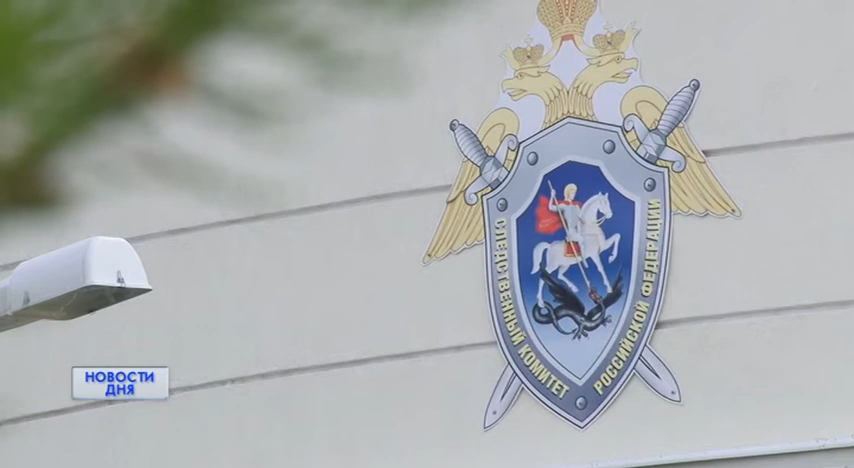 СЛЕДСТВЕННЫЙ КОМИТЕТ
РОССИЙСКОЙ ФЕДЕРАЦИИ
НОВОСТИ
ДНЯ